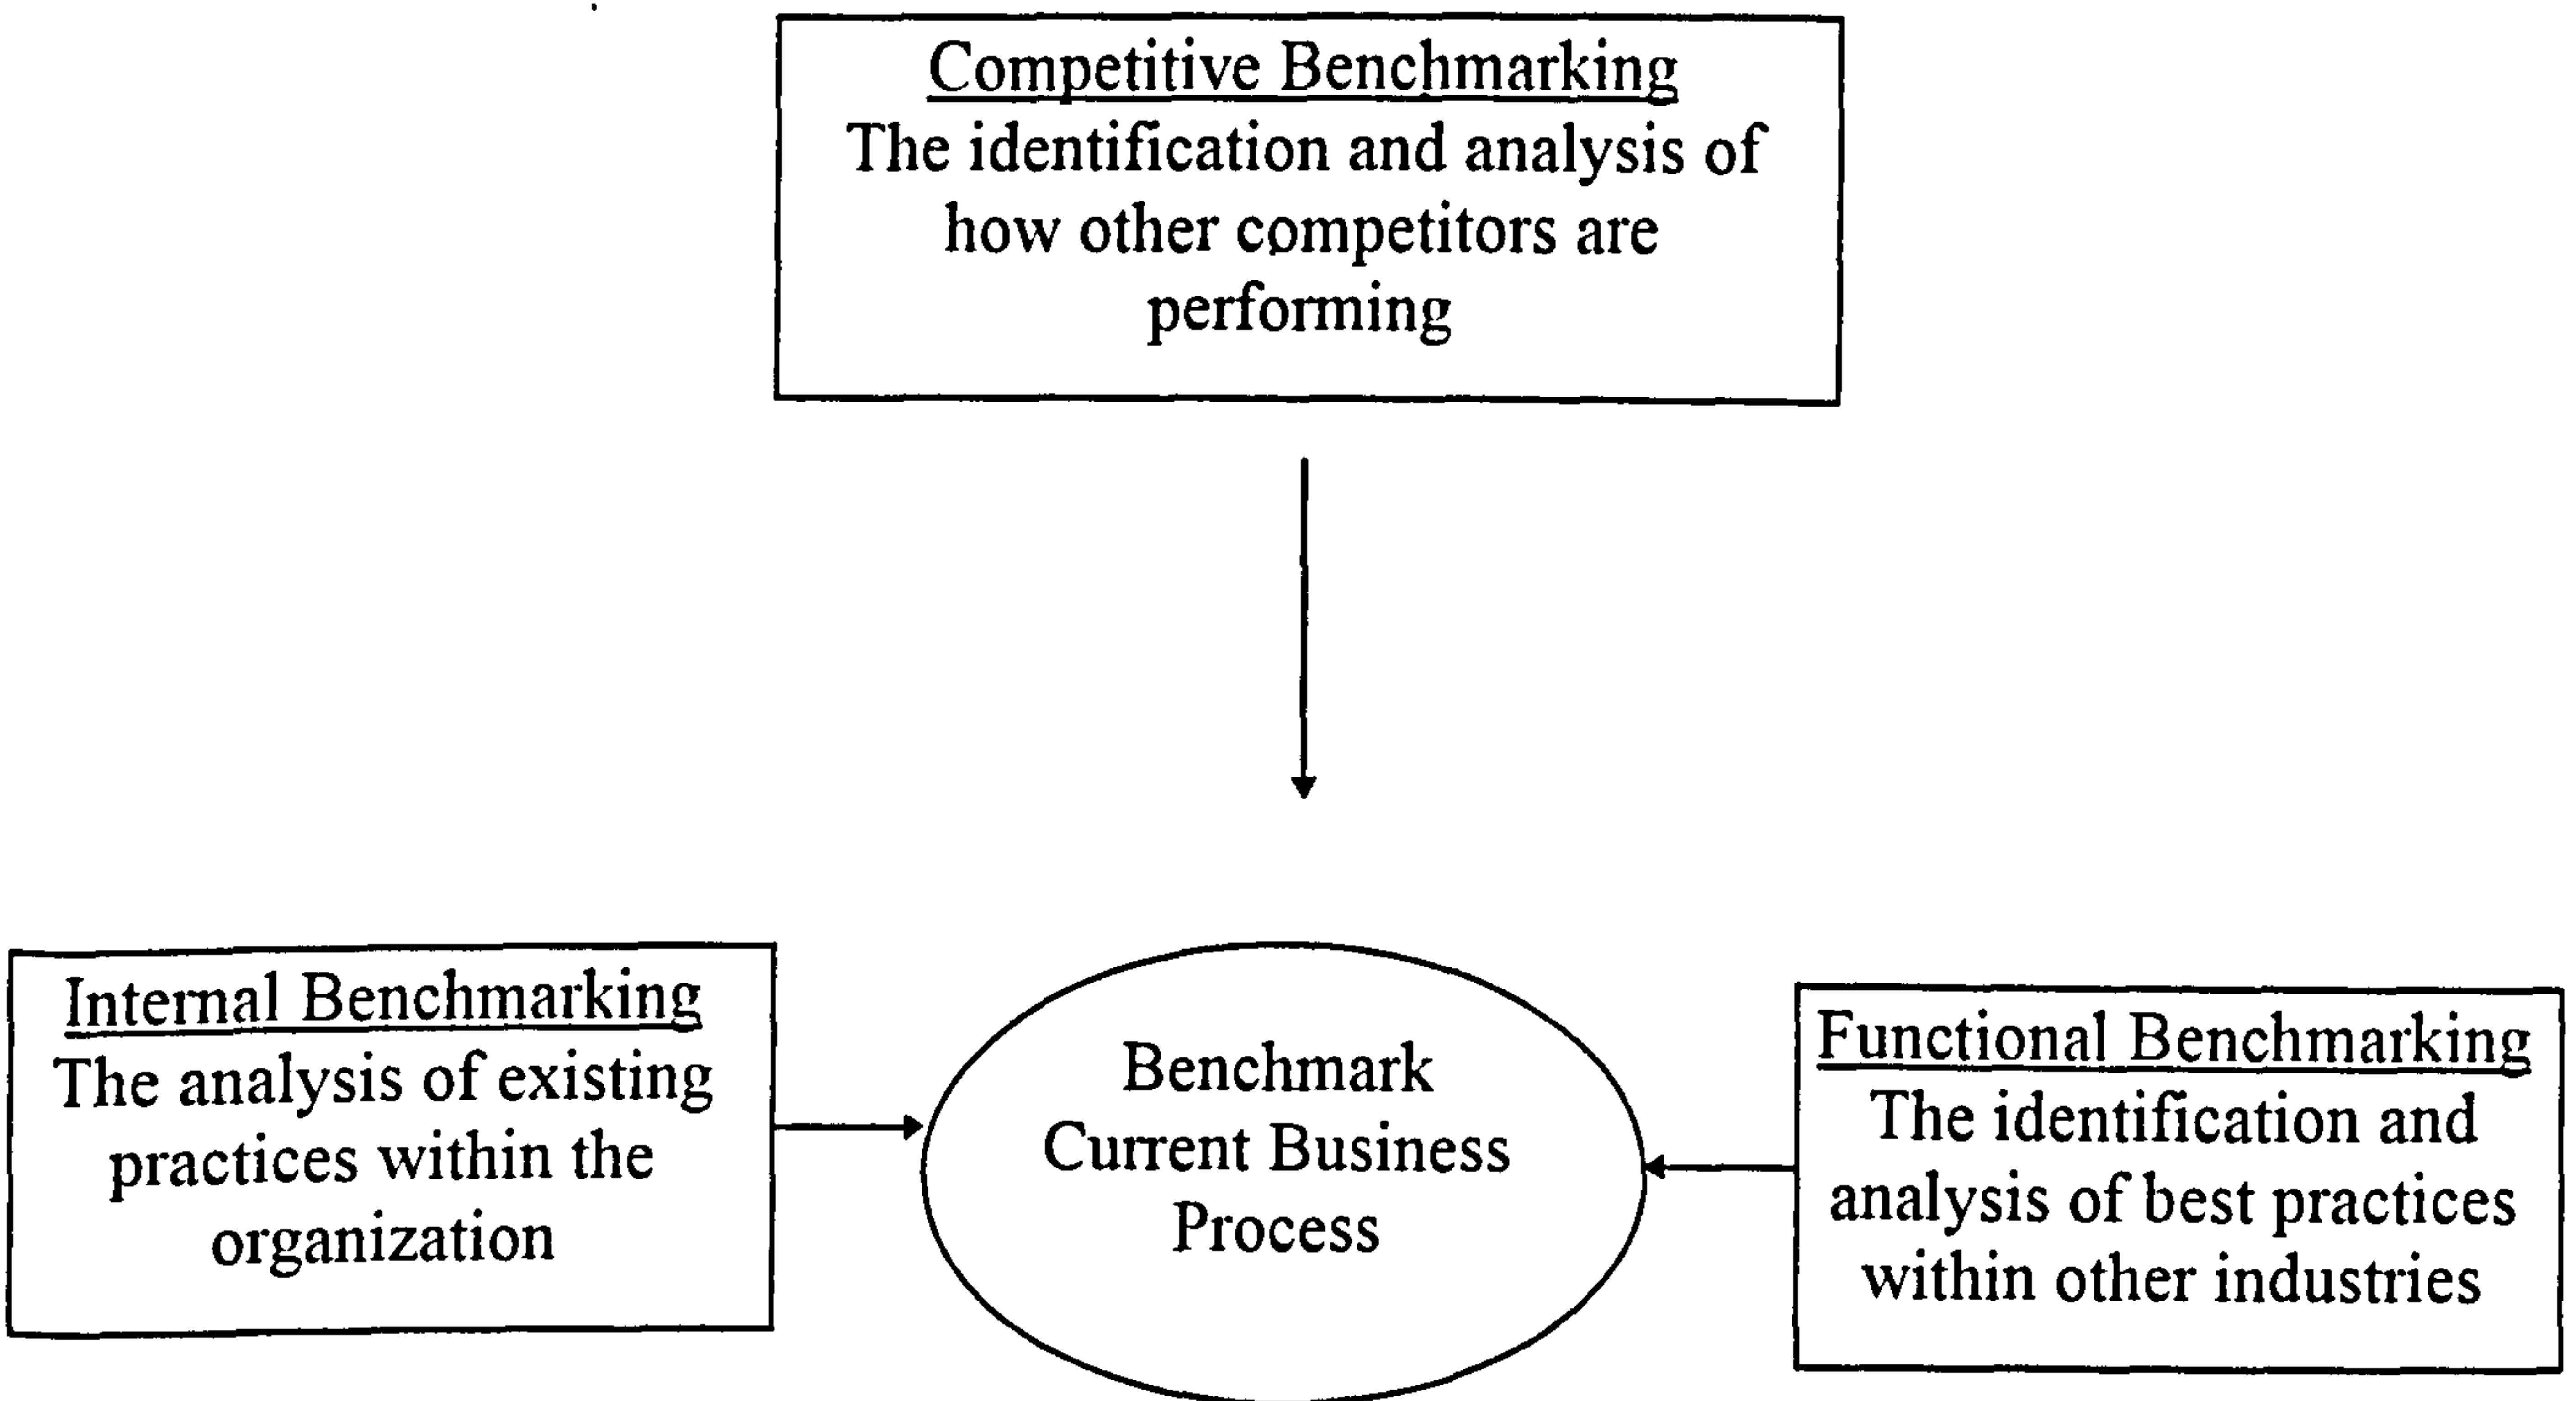 Competitive Benchmarking
The identification and analysis of
how other competitors are
performing
Internal Benchmarking
The analysis of existing
practices within the
organization
Benchmark
Current Business
Process
Functional Benchmarking
The identification and
analysis of best practices
within other industries